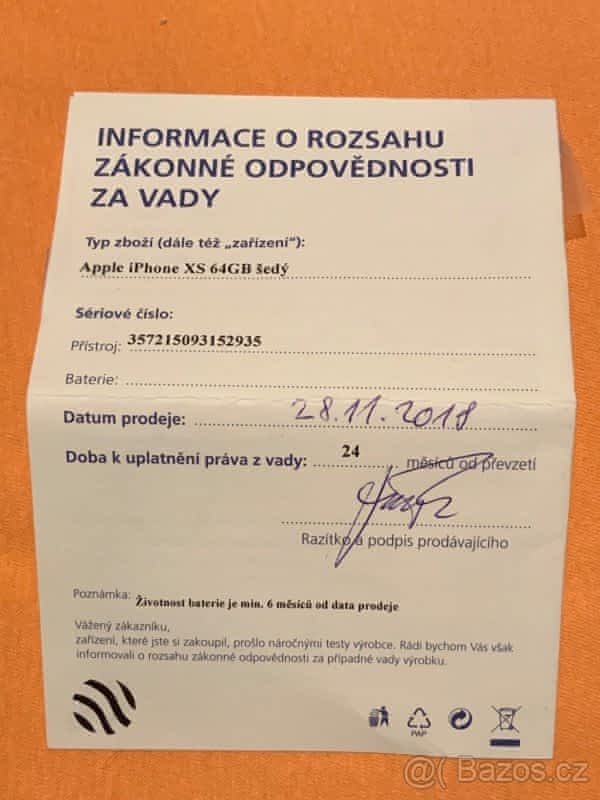 INFORMACE O ROZSAHU
ZÁKONNÉ ODPOVĚDNOSTI
ZA VADY
Typ zboží (dále též „zařízení"):
Apple iPhone XS 64GB šedý
Sériové číslo:
Přístroj: 357215093152935
Baterie:
Datum prodeje: 28.11.2018
Doba k uplatnění práva z vady: 24 měsíců od převzetí
Razítko a podpis prodávajícího
Poznámka: Životnost baterie je min. 6 měsíců od data prodeje
Vážený zákazníku,
zařízení, které jste si zakoupil, prošlo náročnými testy výrobce. Rádi bychom Vás však
informovali o rozsahu zákonné odpovědnosti za případné vady výrobku.
PAP
@( Bazos.cz